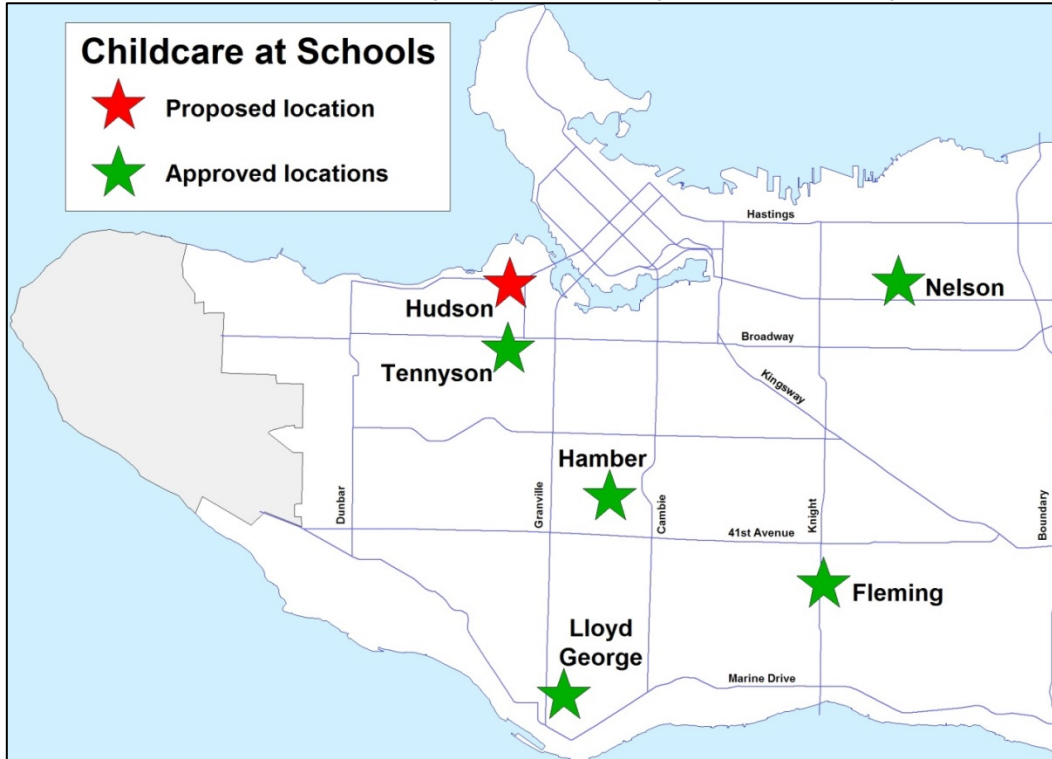 Childcare at Schools
Proposed location
Approved locations
Hastings
Nelson
Hudson
Broadway
Tennyson
Kingsway
Hamber
Dunbar
Granville
Cambie
Knight
Boundary
41st Avenue
Fleming
Lloyd
George
Marine Drive